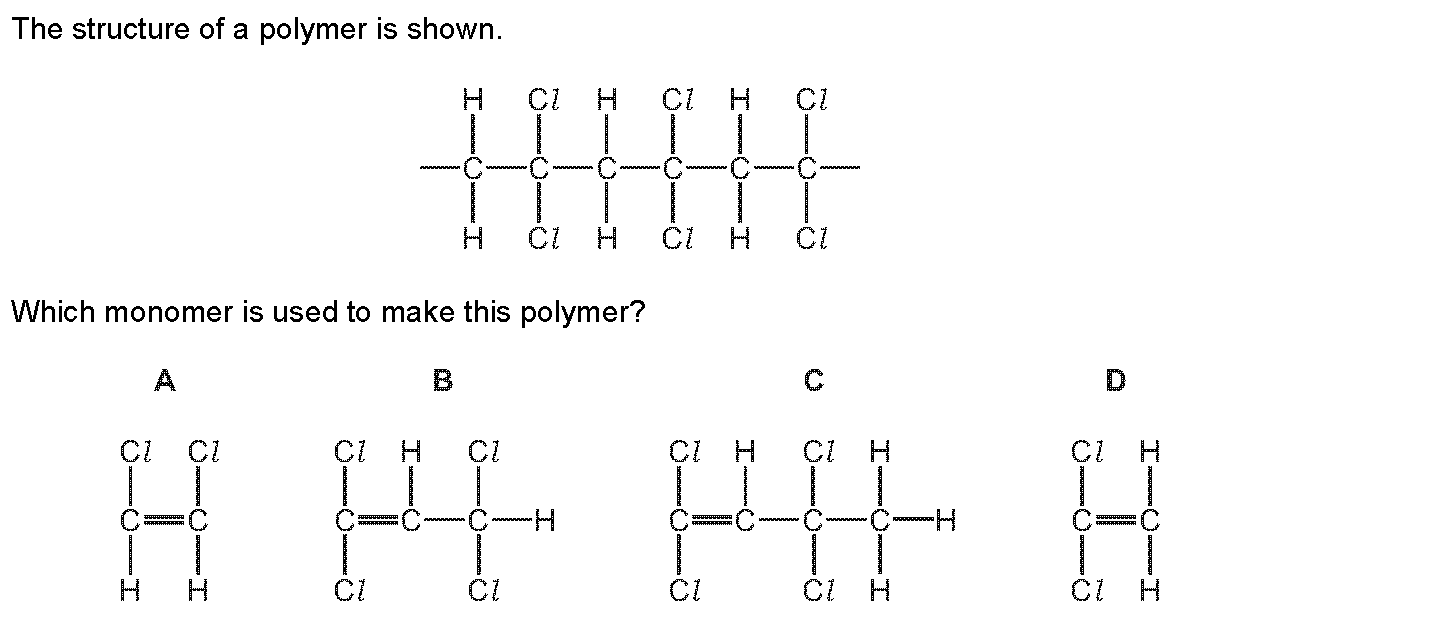 The structure of a polymer is shown.
H Cl H Cl H Cl
C C C C C C
H Cl H Cl H Cl
Which monomer is used to make this polymer?
A B C D
Cl Cl Cl H Cl Cl H Cl H Cl H
C C C C C H C C C C H C C
H H Cl Cl Cl Cl H Cl H